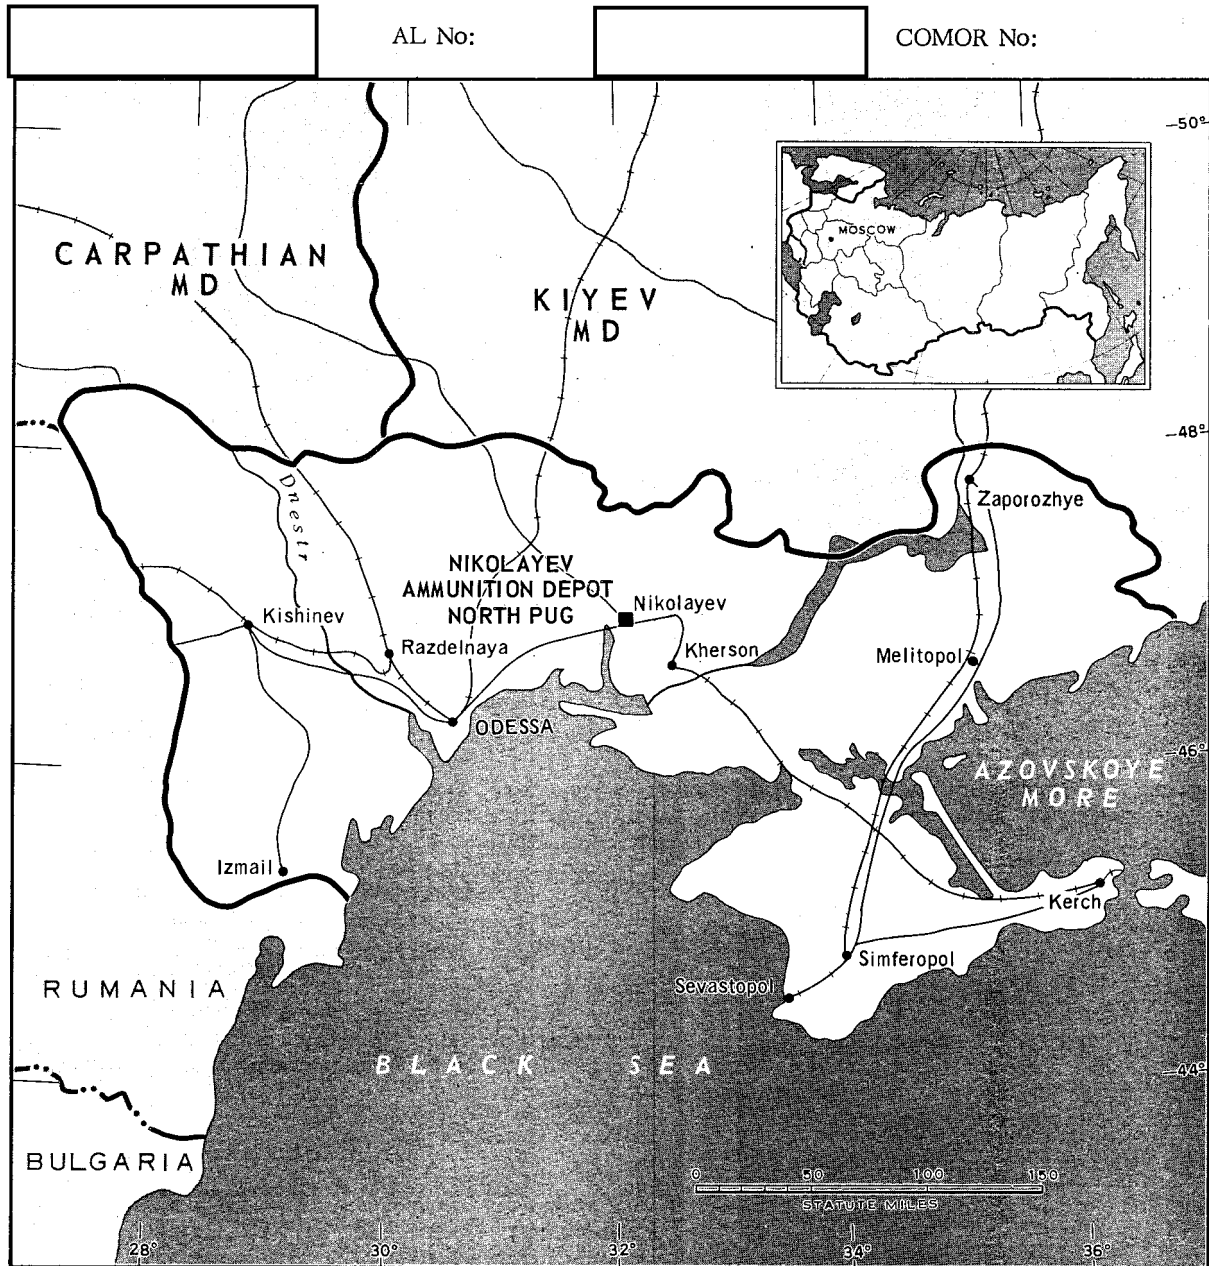 AL No:
COMOR No:
50°
MOSCOW
CARPATHIAN
MD
KIYEV
MD
48°
Dnestr
Zaporozhye
NIKOLAYEV
AMMUNITION DEPOT
NORTH PUG
Nikolayev
Kishinev
Razdelnaya
Kherson
Melitopol
ODESSA
46°
AZOVSKOYE
MORE
Izmail
Kerch
Simferopol
Sevastopol
RUMANIA
BLACK SEA
44°
BULGARIA
0 50 100 150
STATUTE MILES
28° 30° 32° 34° 36°